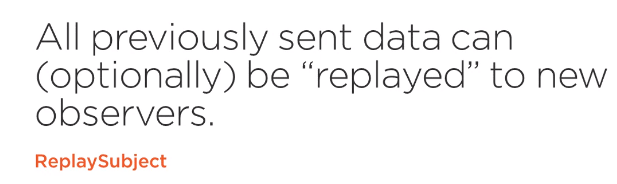 All previously sent data can
(optionally) be “replayed” to new
observers.
ReplaySubject